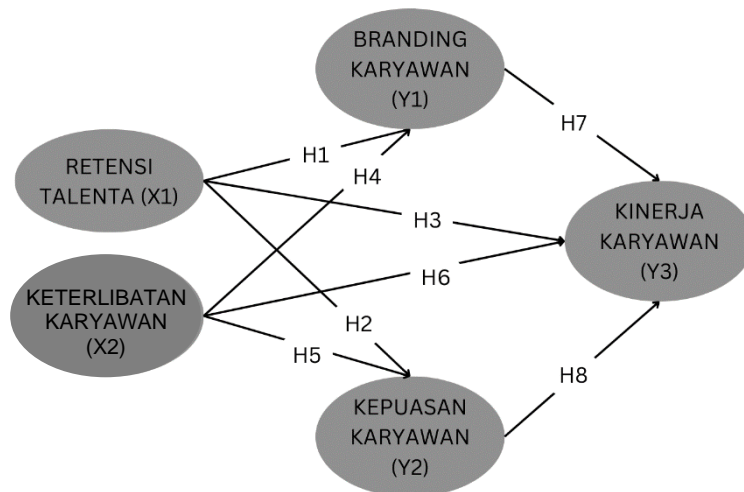 BRANDING
KARYAWAN
(Y1)
H7
H1
RETENSI
TALENTA (X1)
H4
H3
KINERJA
KARYAWAN
(Y3)
KETERLIBATAN
KARYAWAN
(X2)
H6
H2
H5
H8
KEPUASAN
KARYAWAN
(Y2)